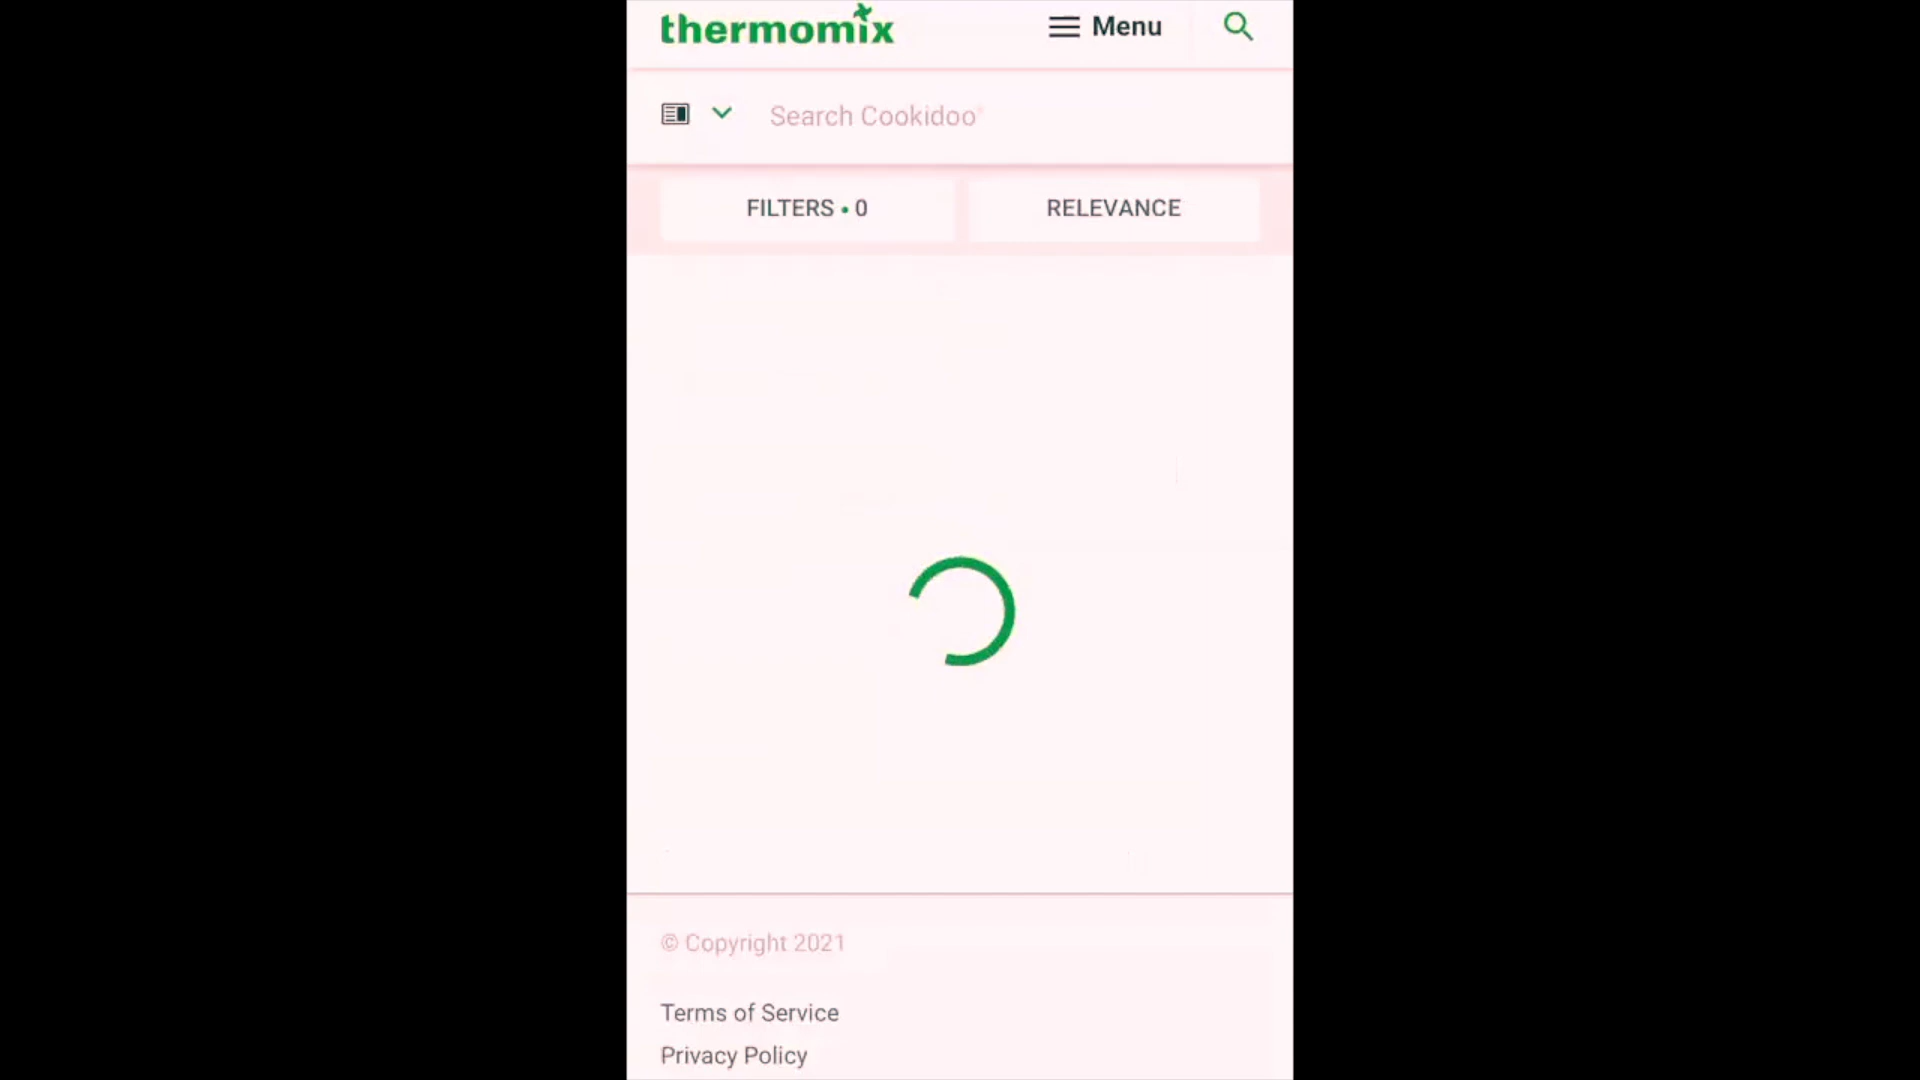 thermomix
Menu
Search Cookidoo®
FILTERS • 0
RELEVANCE
© Copyright 2021
Terms of Service
Privacy Policy